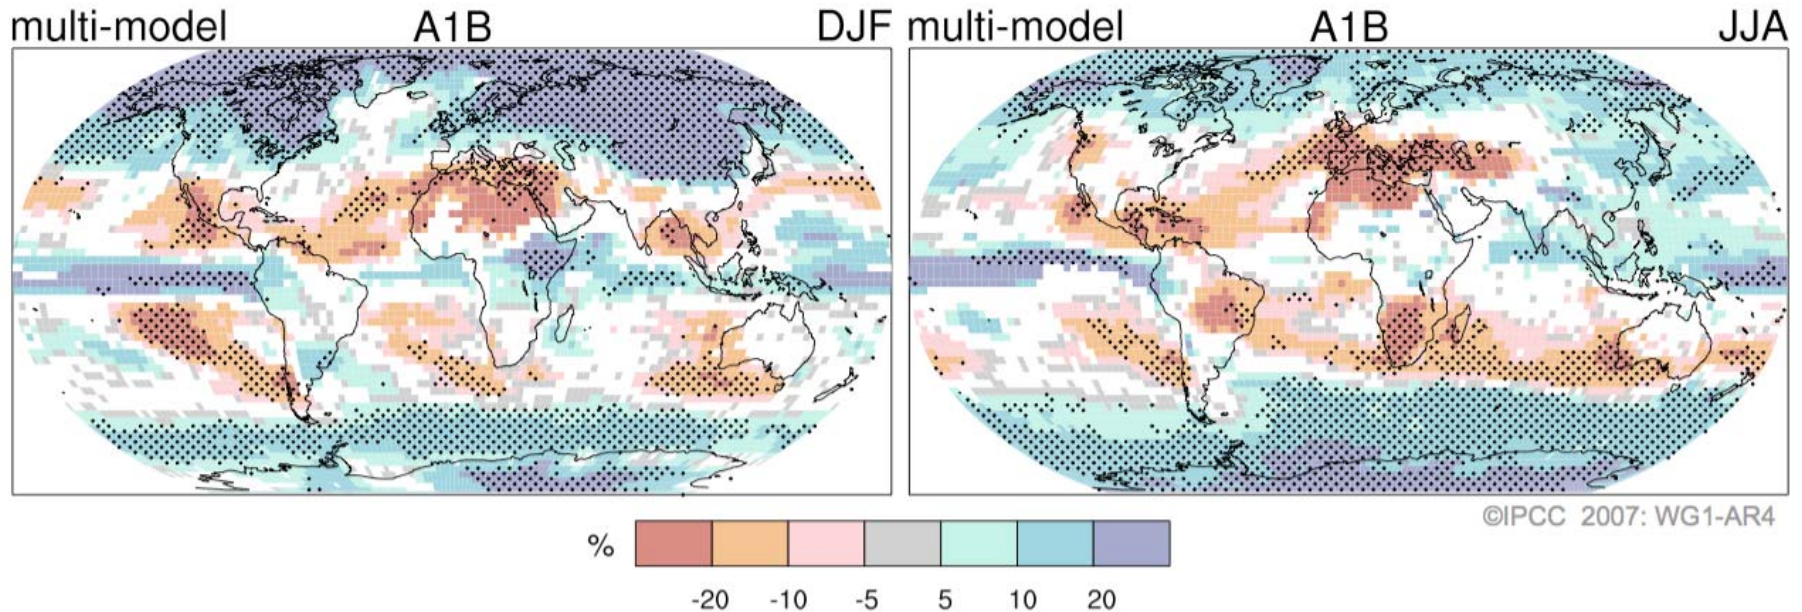 multi-model A1B DJF
multi-model A1B JJA
©IPCC 2007: WG1-AR4
%
-20 -10 -5 5 10 20